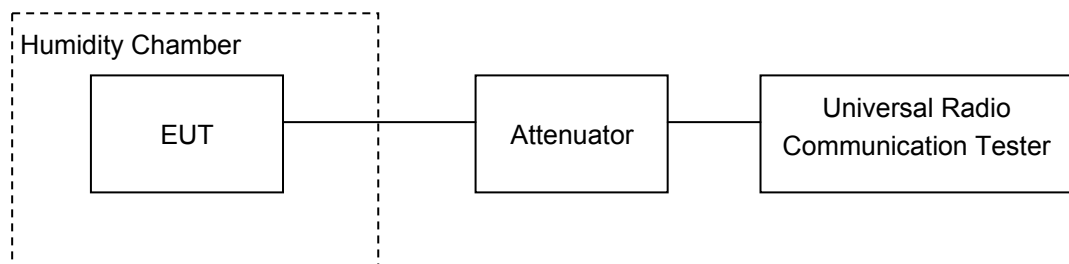 Humidity Chamber
EUT
Attenuator
Universal Radio
Communication Tester